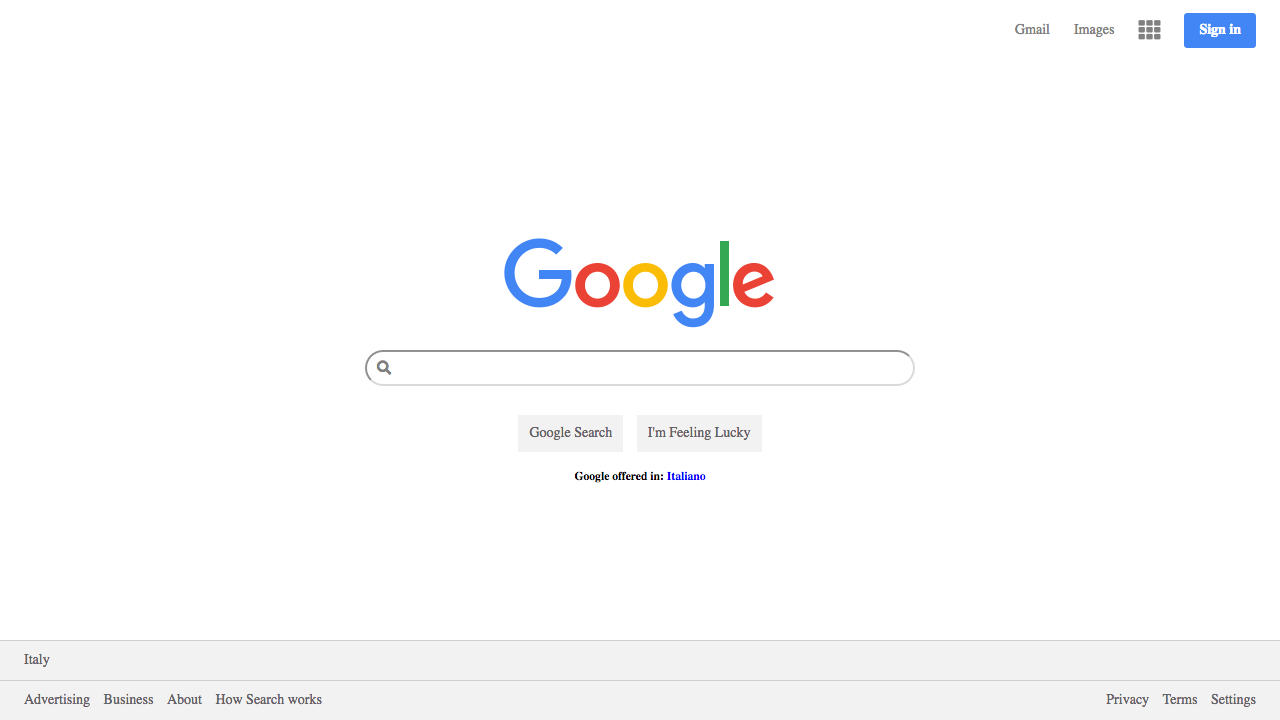 Gmail Images Sign in
Google
Google Search I'm Feeling Lucky
Google offered in: Italiano
Italy
Advertising Business About How Search works Privacy Terms Settings